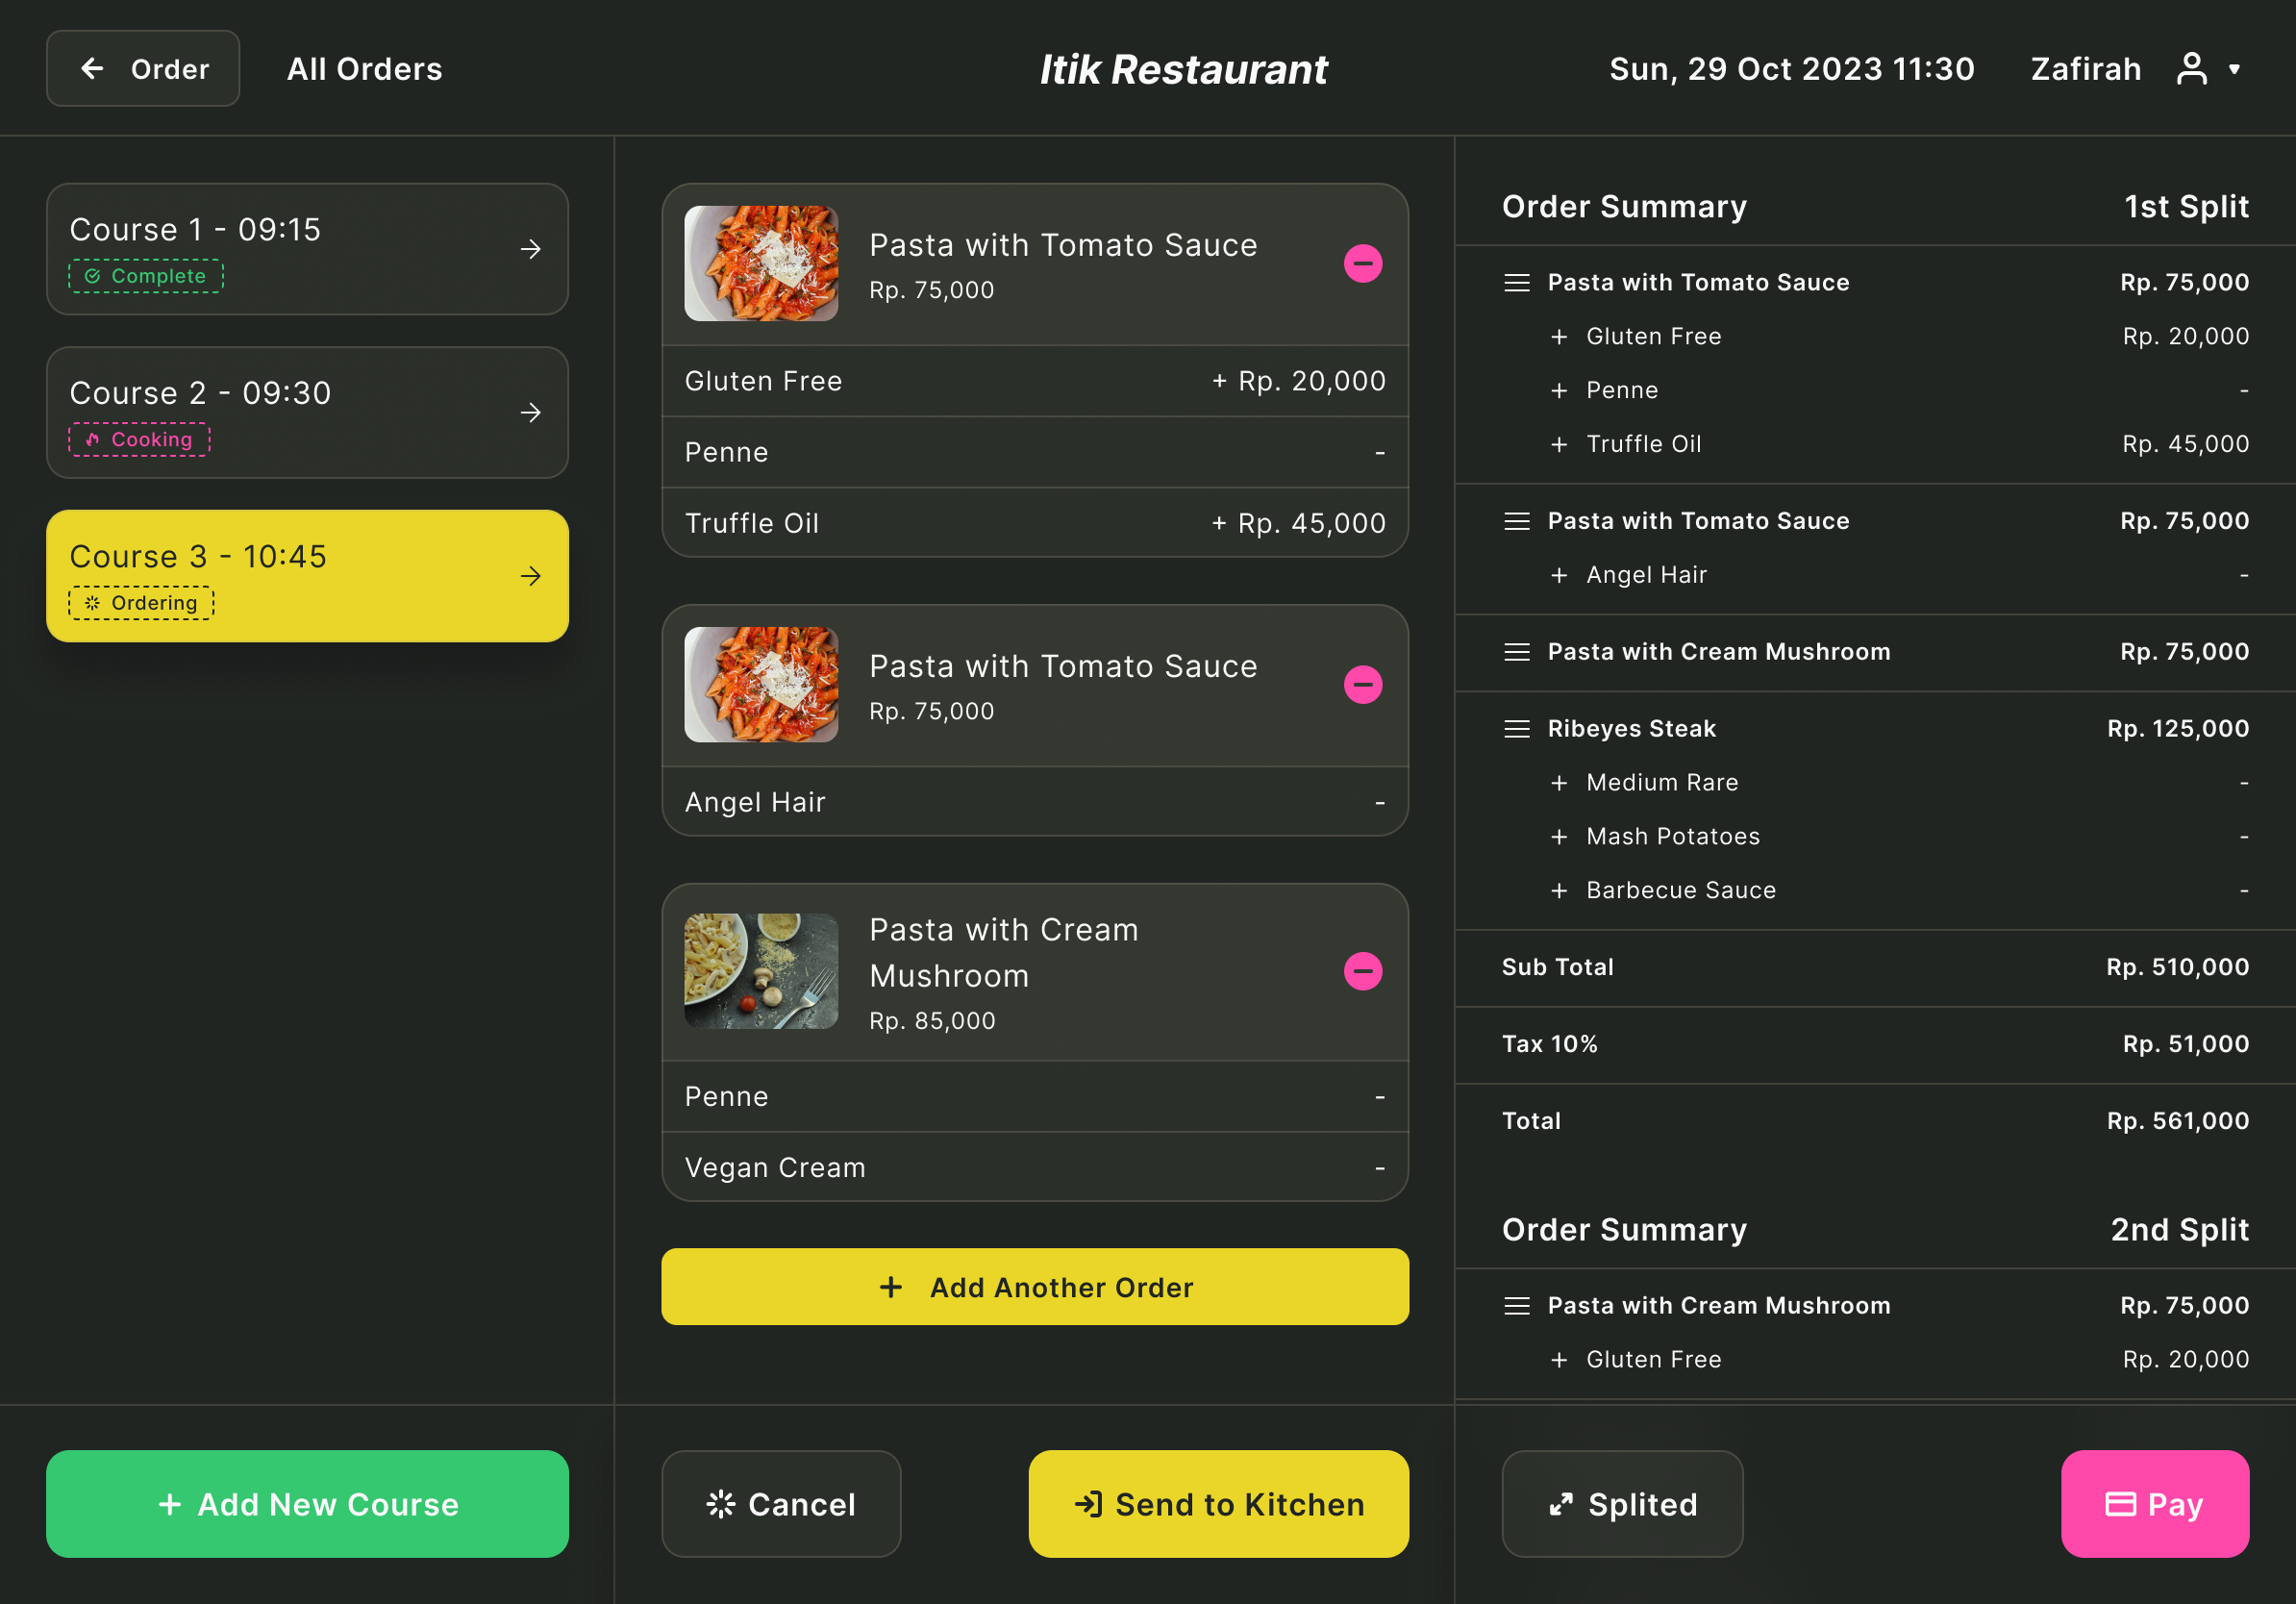 Order
All Orders
Itik Restaurant
Sun, 29 Oct 2023 11:30
Zafirah
Course 1 - 09:15
Complete
Course 2 - 09:30
Cooking
Course 3 - 10:45
Ordering
Add New Course
Pasta with Tomato Sauce
Rp. 75,000
Gluten Free + Rp. 20,000
Penne -
Truffle Oil + Rp. 45,000
Pasta with Tomato Sauce
Rp. 75,000
Angel Hair -
Pasta with Cream
Mushroom
Rp. 85,000
Penne -
Vegan Cream -
+ Add Another Order
Cancel
Send to Kitchen
Order Summary 1st Split
Pasta with Tomato Sauce Rp. 75,000
+ Gluten Free Rp. 20,000
+ Penne -
+ Truffle Oil Rp. 45,000
Pasta with Tomato Sauce Rp. 75,000
+ Angel Hair -
Pasta with Cream Mushroom Rp. 75,000
Ribeyes Steak Rp. 125,000
+ Medium Rare -
+ Mash Potatoes -
+ Barbecue Sauce -
Sub Total Rp. 510,000
Tax 10% Rp. 51,000
Total Rp. 561,000
Order Summary 2nd Split
Pasta with Cream Mushroom Rp. 75,000
+ Gluten Free Rp. 20,000
Splited
Pay